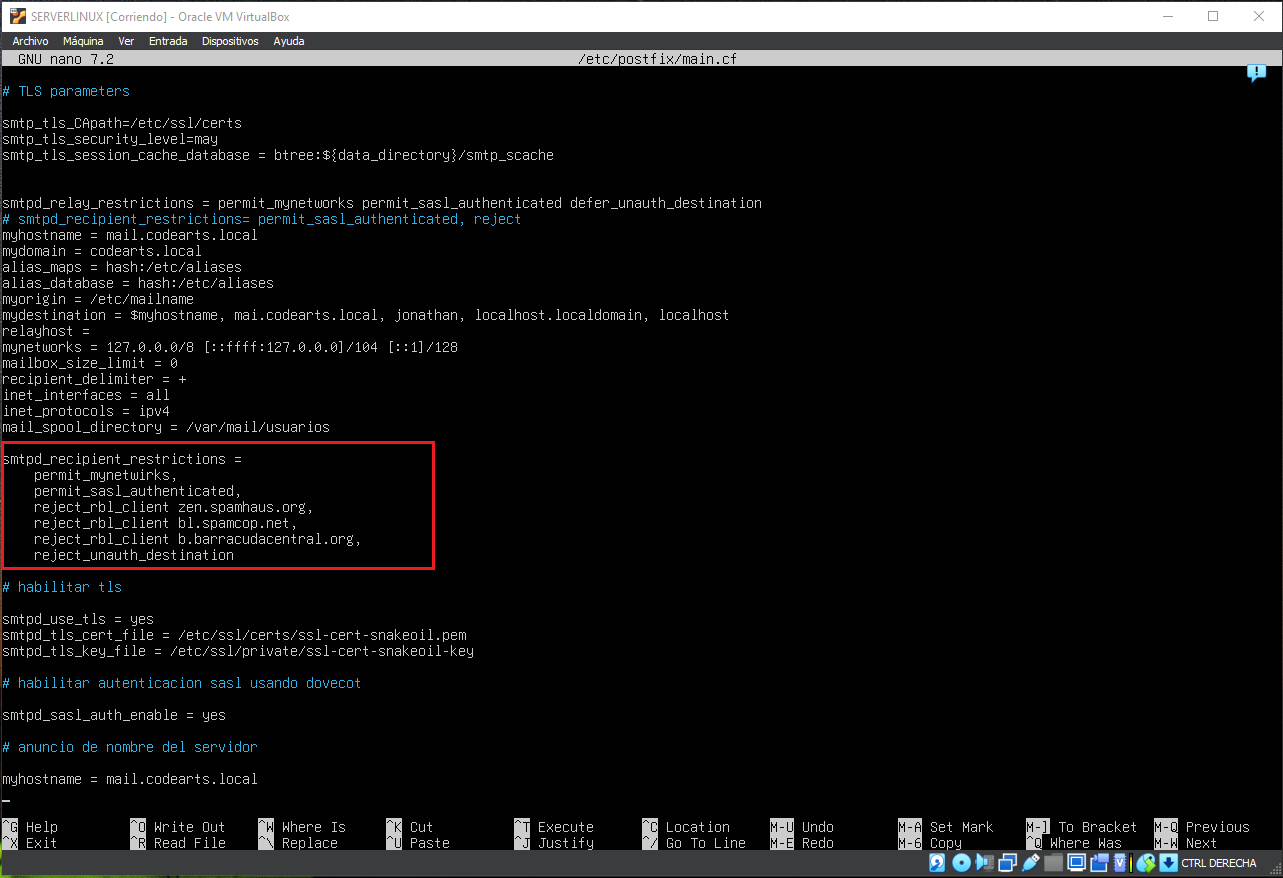 SERVERLINUX [Corriendo] - Oracle VM VirtualBox
Archivo Máquina Ver Entrada Dispositivos Ayuda
GNU nano 7.2 /etc/postfix/main.cf
# TLS parameters
smtp_tls_CApath=/etc/ssl/certs
smtp_tls_security_level=may
smtp_tls_session_cache_database = btree:${data_directory}/smtp_scache
smtpd_relay_restrictions = permit_mynetworks permit_sasl_authenticated defer_unauth_destination
# smtpd_recipient_restrictions= permit_sasl_authenticated, reject
myhostname = mail.codearts.local
mydomain = codearts.local
alias_maps = hash:/etc/aliases
alias_database = hash:/etc/aliases
myorigin = /etc/mailname
mydestination = $myhostname, mai.codearts.local, jonathan, localhost.localdomain, localhost
relayhost =
mynetworks = 127.0.0.0/8 [::ffff:127.0.0.0]/104 [::1]/128
mailbox_size_limit = 0
recipient_delimiter = +
inet_interfaces = all
inet_protocols = ipv4
mail_spool_directory = /var/mail/usuarios
smtpd_recipient_restrictions =
permit_mynetwirks,
permit_sasl_authenticated,
reject_rbl_client zen.spamhaus.org,
reject_rbl_client bl.spamcop.net,
reject_rbl_client b.barracudacentral.org,
reject_unauth_destination
# habilitar tls
smtpd_use_tls = yes
smtpd_tls_cert_file = /etc/ssl/certs/ssl-cert-snakeoil.pem
smtpd_tls_key_file = /etc/ssl/private/ssl-cert-snakeoil-key
# habilitar autenticacion sasl usando dovecot
smtpd_sasl_auth_enable = yes
# anuncio de nombre del servidor
myhostname = mail.codearts.local
^G Help ^O Write Out ^W Where Is ^K Cut ^T Execute ^C Location M-U Undo M-A Set Mark M-] To Bracket M-Q Previous
^X Exit ^R Read File ^\ Replace ^U Paste ^J Justify ^/ Go To Line M-E Redo M-6 Copy ^Q Where Was M-W Next
CTRL DERECHA